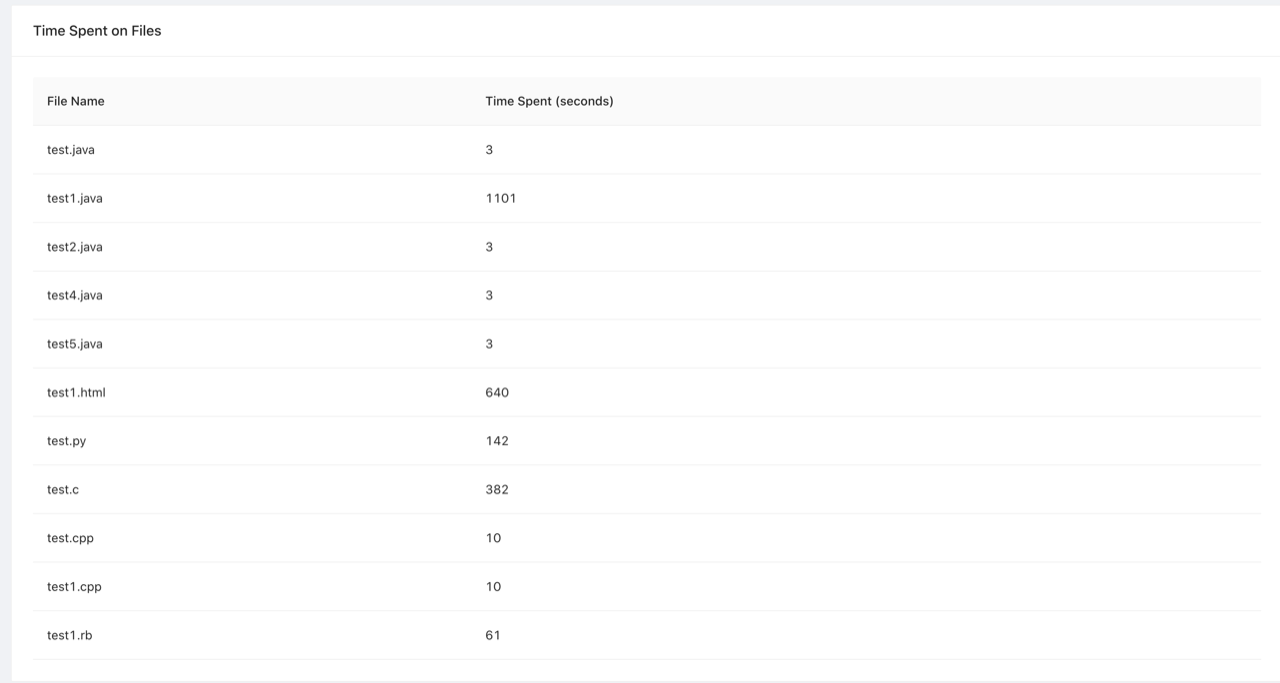 Time Spent on Files
File Name Time Spent (seconds)
test.java 3
test1.java 1101
test2.java 3
test4.java 3
test5.java 3
test1.html 640
test.py 142
test.c 382
test.cpp 10
test1.cpp 10
test1.rb 61